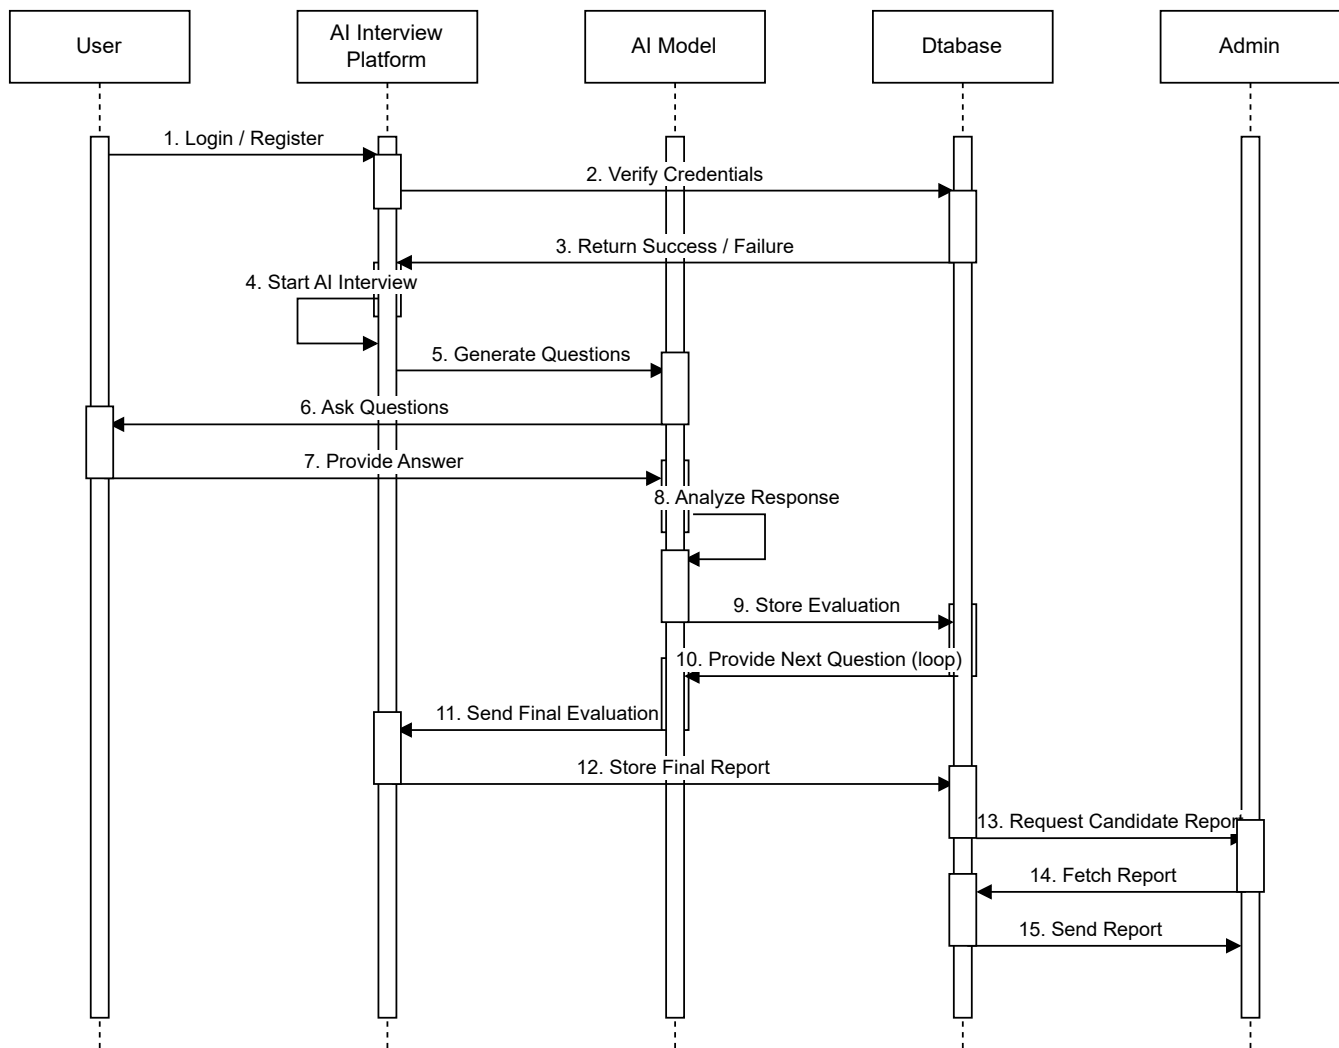 User
AI Interview
Platform
AI Model
Dtabase
Admin
1. Login / Register
2. Verify Credentials
3. Return Success / Failure
4. Start AI Interview
5. Generate Questions
6. Ask Questions
7. Provide Answer
8. Analyze Response
9. Store Evaluation
10. Provide Next Question (loop)
11. Send Final Evaluation
12. Store Final Report
13. Request Candidate Report
14. Fetch Report
15. Send Report